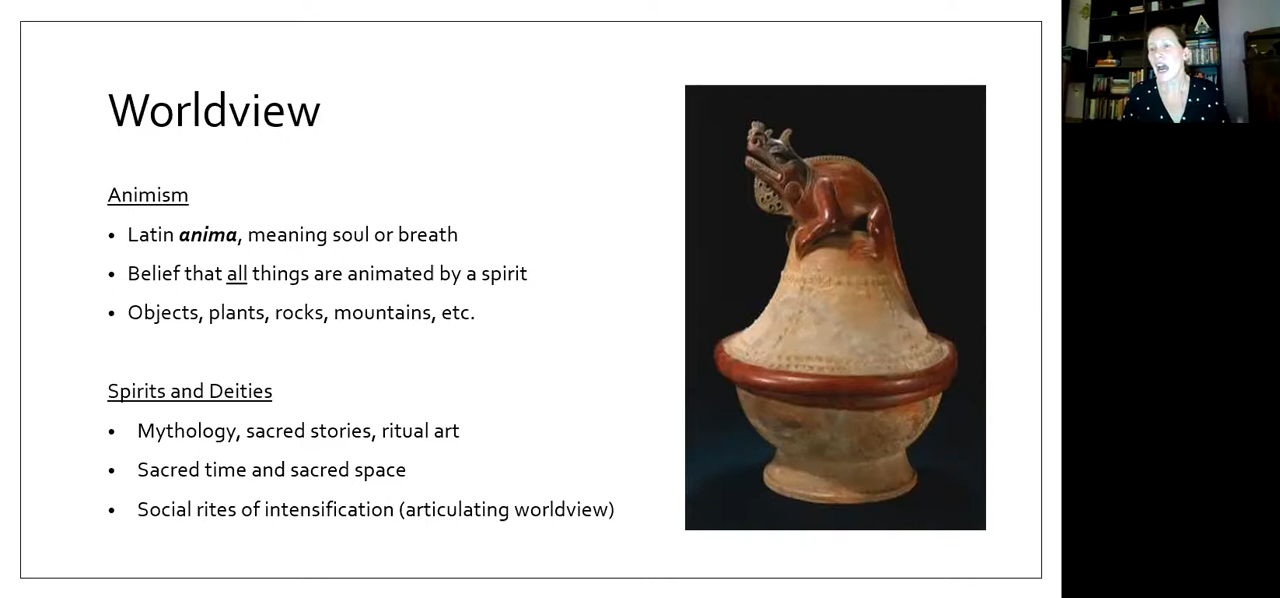 Worldview
Animism
• Latin anima, meaning soul or breath
• Belief that all things are animated by a spirit
• Objects, plants, rocks, mountains, etc.
Spirits and Deities
• Mythology, sacred stories, ritual art
• Sacred time and sacred space
• Social rites of intensification (articulating worldview)